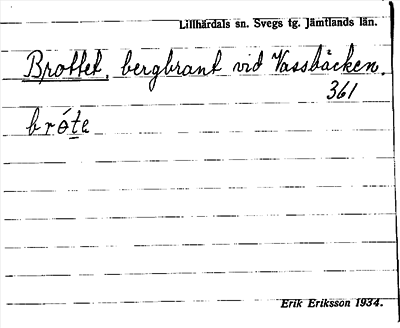 Lillhärdals sn. Svegs tg. Jämtlands län.
Brottet, bergbrant vid Vassbäcken.
361
bróte
Erik Eriksson 1934.